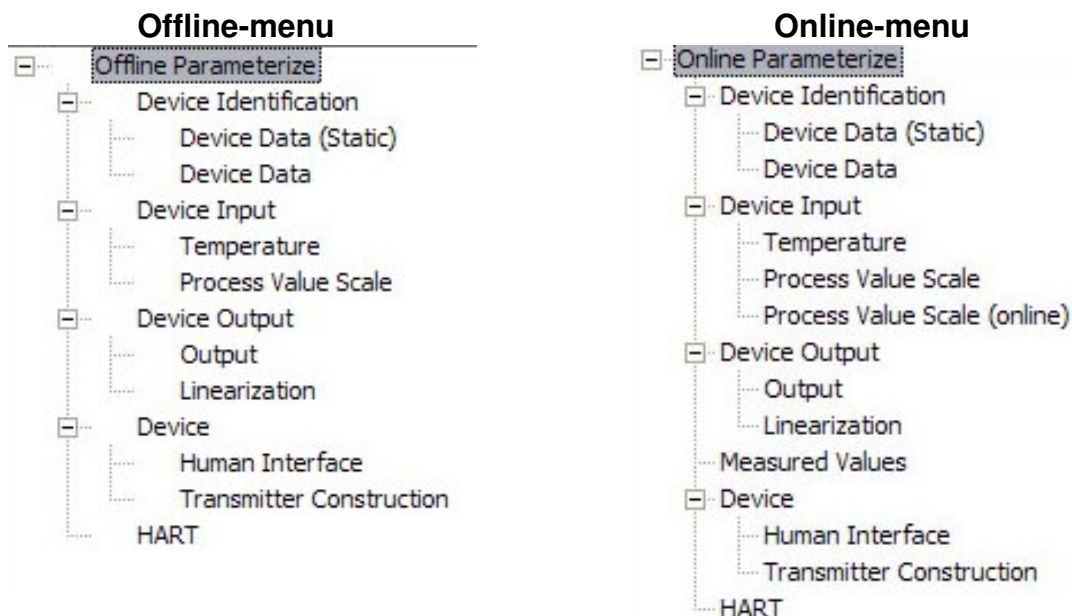 Offline-menu
Offline Parameterize
Device Identification
Device Data (Static)
Device Data
Device Input
Temperature
Process Value Scale
Device Output
Output
Linearization
Device
Human Interface
Transmitter Construction
HART
Online-menu
Online Parameterize
Device Identification
Device Data (Static)
Device Data
Device Input
Temperature
Process Value Scale
Process Value Scale (online)
Device Output
Output
Linearization
Measured Values
Device
Human Interface
Transmitter Construction
HART